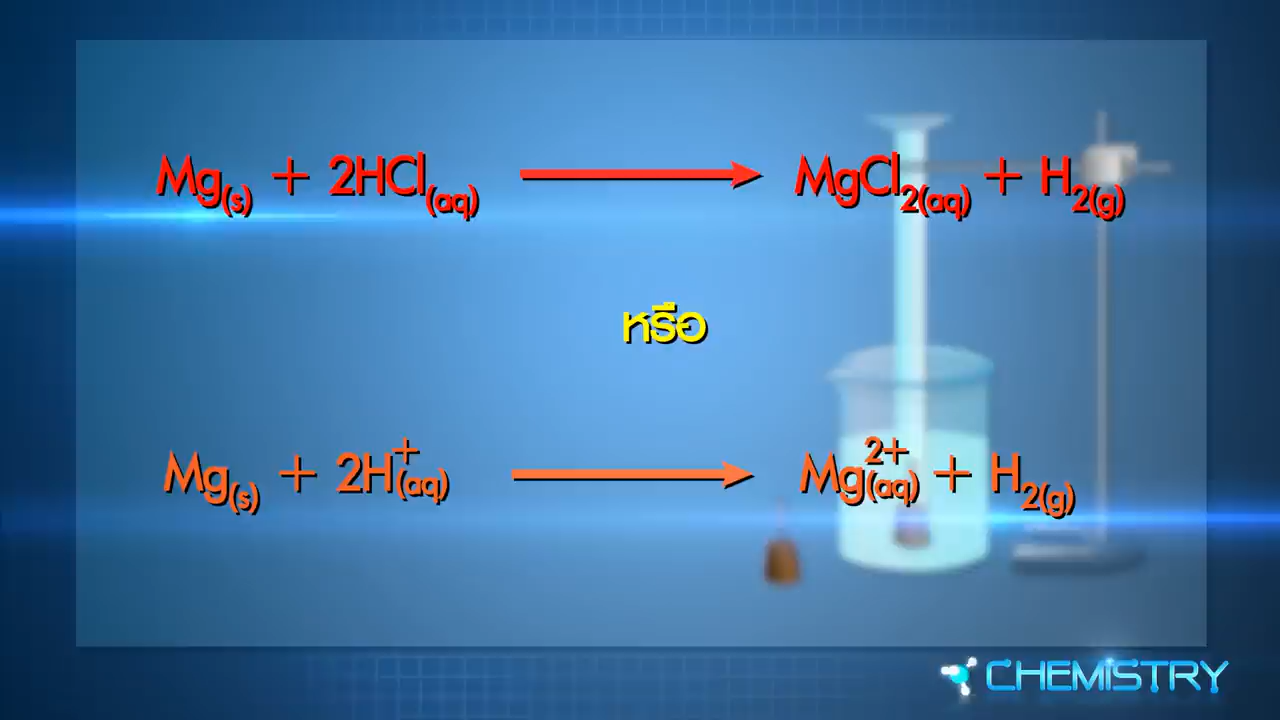 Mg(s) + 2HCl(aq) → MgCl2(aq) + H2(g)
หรือ
Mg(s) + 2H+(aq) → Mg2+(aq) + H2(g)
CHEMISTRY